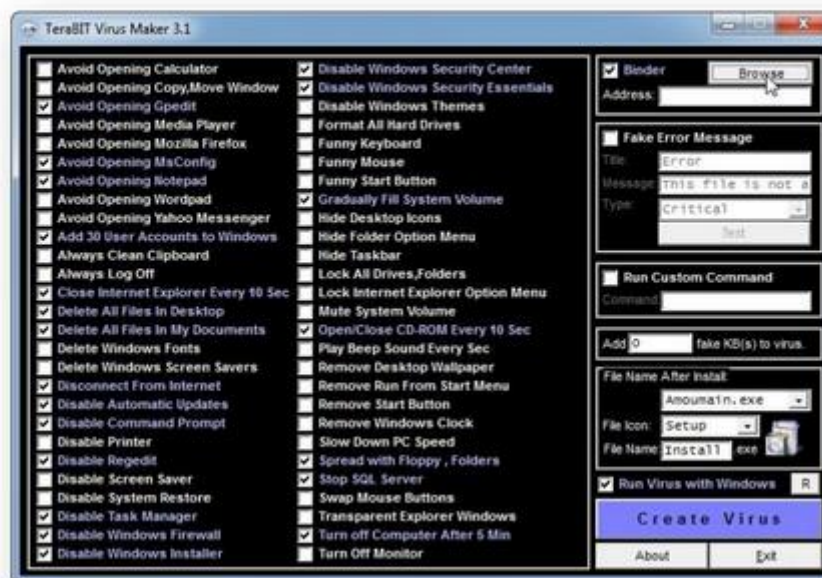 TeraBIT Virus Maker 3.1
Avoid Opening Calculator
Avoid Opening Copy,Move Window
Avoid Opening Gpedit
Avoid Opening Media Player
Avoid Opening Mozilla Firefox
Avoid Opening MsConfig
Avoid Opening Notepad
Avoid Opening Wordpad
Avoid Opening Yahoo Messenger
Add 30 User Accounts to Windows
Always Clean Clipboard
Always Log Off
Close Internet Explorer Every 10 Sec
Delete All Files In Desktop
Delete All Files In My Documents
Delete Windows Fonts
Delete Windows Screen Savers
Disconnect From Internet
Disable Automatic Updates
Disable Command Prompt
Disable Printer
Disable Regedit
Disable Screen Saver
Disable System Restore
Disable Task Manager
Disable Windows Firewall
Disable Windows Installer
Disable Windows Security Center
Disable Windows Security Essentials
Disable Windows Themes
Format All Hard Drives
Funny Keyboard
Funny Mouse
Funny Start Button
Gradually Fill System Volume
Hide Desktop Icons
Hide Folder Option Menu
Hide Taskbar
Lock All Drives,Folders
Lock Internet Explorer Option Menu
Mute System Volume
Open/Close CD-ROM Every 10 Sec
Play Beep Sound Every Sec
Remove Desktop Wallpaper
Remove Run From Start Menu
Remove Start Button
Remove Windows Clock
Slow Down PC Speed
Spread with Floppy , Folders
Stop SQL Server
Swap Mouse Buttons
Transparent Explorer Windows
Turn off Computer After 5 Min
Turn Off Monitor
Binder Browse
Address:
Fake Error Message
Title: Error
Message: This file is not a
Type: Critical
Test
Run Custom Command
Command:
Add 0 fake KB(s) to virus.
File Name After Install:
Amoumain.exe
File Icon: Setup
File Name: Install .exe
Run Virus with Windows R
Create Virus
About Exit